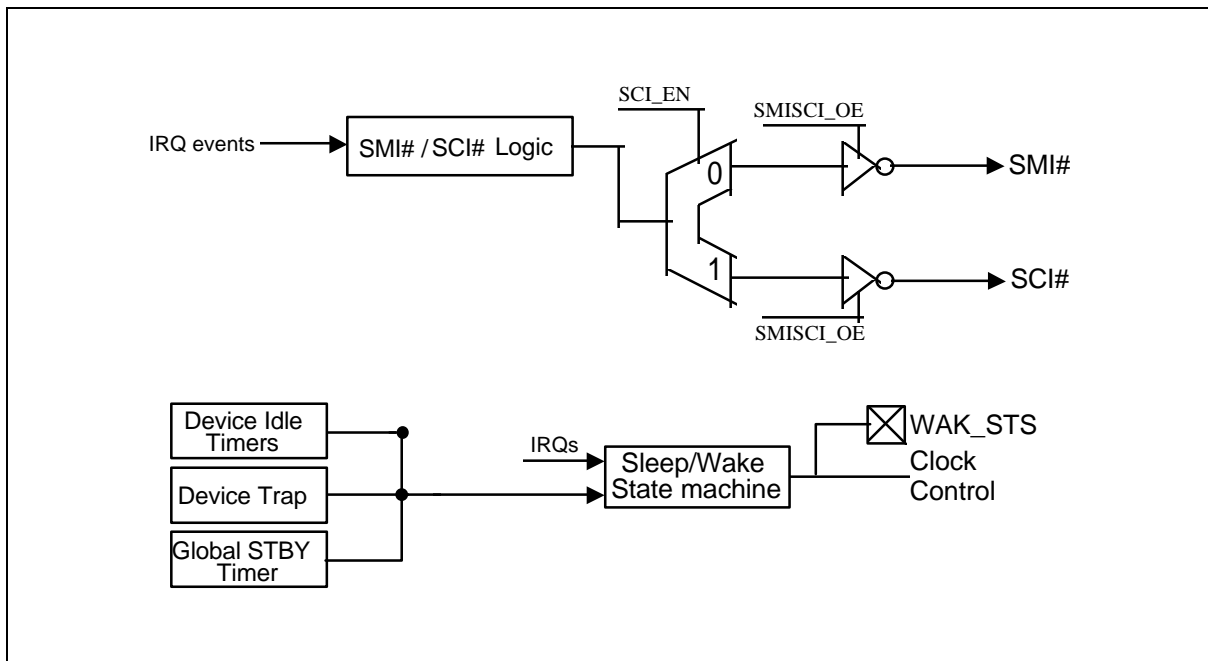 SCI_EN
SMISCI_OE
IRQ events
SMI# / SCI# Logic
0
SMI#
1
SCI#
SMISCI_OE
Device Idle
Timers
Device Trap
Global STBY
Timer
IRQs
Sleep/Wake
State machine
WAK_STS
Clock
Control